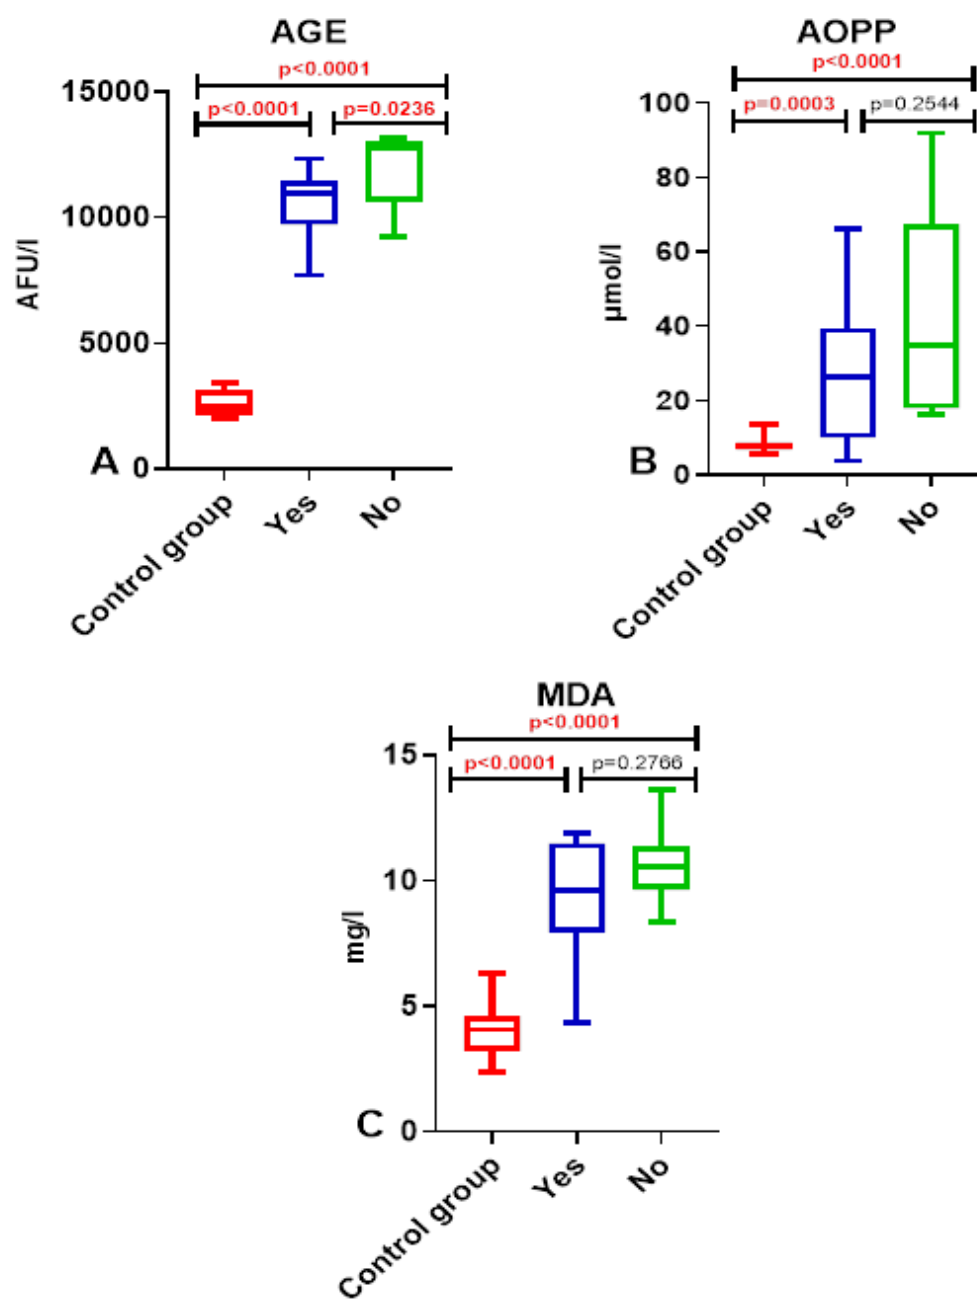 AGE
p<0.0001
p<0.0001 p=0.0236
15000
10000
5000
0
AFU/l
A
Control group
Yes
No
AOPP
p<0.0001
p=0.0003 p=0.2544
100
80
60
40
20
0
µmol/l
B
Control group
Yes
No
MDA
p<0.0001
p<0.0001 p=0.2766
15
10
5
0
mg/l
C
Control group
Yes
No